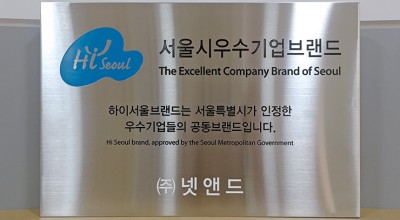 Hi Seoul
서울시우수기업브랜드
The Excellent Company Brand of Seoul
하이서울브랜드는 서울특별시가 인정한
우수기업들의 공동브랜드입니다.
Hi Seoul brand, approved by the Seoul Metropolitan Government
㈜ 넷앤드